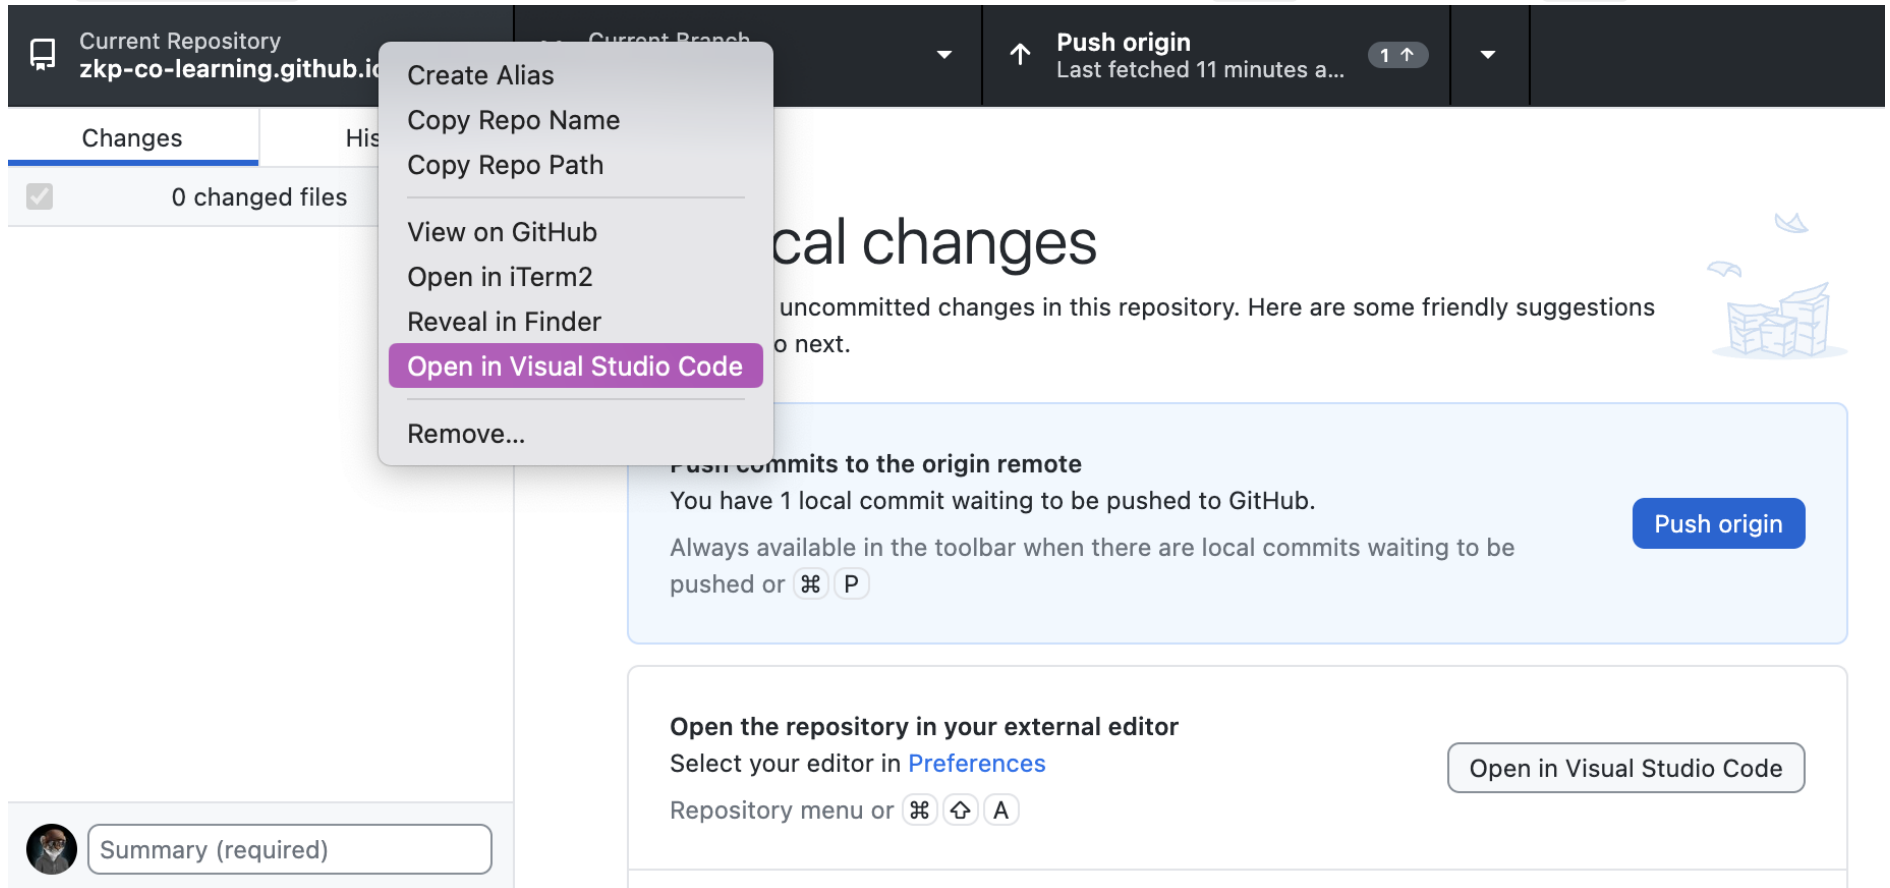 Current Repository
zkp-co-learning.github.io
Current Branch
Push origin
Last fetched 11 minutes a...
1
Create Alias
Copy Repo Name
Copy Repo Path
View on GitHub
Open in iTerm2
Reveal in Finder
Open in Visual Studio Code
Remove...
Changes
His
0 changed files
cal changes
uncommitted changes in this repository. Here are some friendly suggestions
o next.
Push commits to the origin remote
You have 1 local commit waiting to be pushed to GitHub.
Always available in the toolbar when there are local commits waiting to be
pushed or ⌘ P
Push origin
Open the repository in your external editor
Select your editor in Preferences
Repository menu or ⌘ ⇧ A
Open in Visual Studio Code
Summary (required)